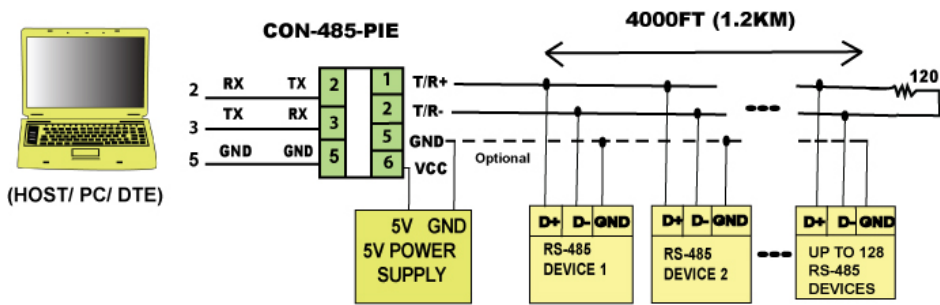 4000FT (1.2KM)
CON-485-PIE
2 RX TX 2 1 T/R+
120
3 TX RX 3 2 T/R-
5 GND GND 5 5 GND
Optional
6 VCC
(HOST/ PC/ DTE)
5V GND
5V POWER
SUPPLY
D+ D- GND
RS-485
DEVICE 1
D+ D- GND
RS-485
DEVICE 2
D+ D- GND
UP TO 128
RS-485
DEVICES